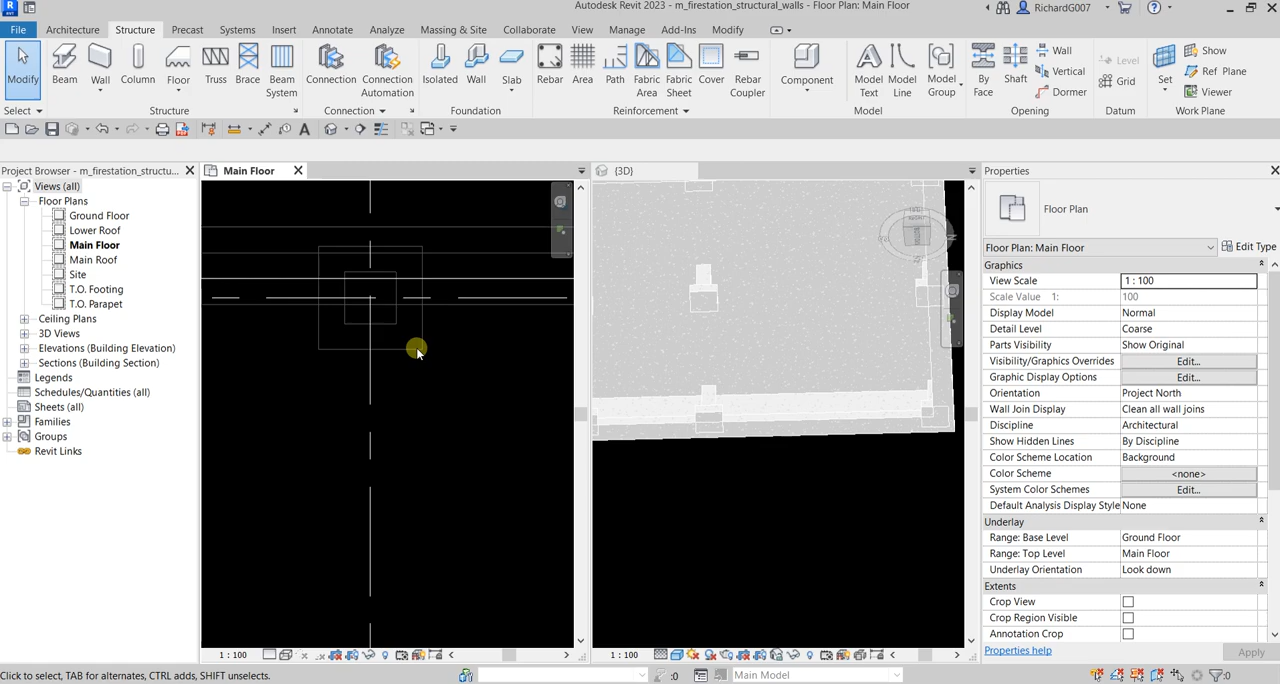 Autodesk Revit 2023 - m_firestation_structural_walls - Floor Plan: Main Floor
RichardG007
File Architecture Structure Precast Systems Insert Annotate Analyze Massing & Site Collaborate View Manage Add-Ins Modify
Modify Beam Wall Column Floor Truss Brace Beam System Connection Connection Automation Isolated Wall Slab Rebar Area Path Fabric Area Fabric Sheet Cover Rebar Coupler Component Model Text Model Line Model Group By Face Shaft Wall Vertical Dormer Level Grid Set Show Ref Plane Viewer
Select Structure Connection Foundation Reinforcement Model Opening Datum Work Plane
Project Browser - m_firestation_structu...
Views (all)
Floor Plans
Ground Floor
Lower Roof
Main Floor
Main Roof
Site
T.O. Footing
T.O. Parapet
Ceiling Plans
3D Views
Elevations (Building Elevation)
Sections (Building Section)
Legends
Schedules/Quantities (all)
Sheets (all)
Families
Groups
Revit Links
Main Floor
{3D}
1 : 100
1 : 100
Properties
Floor Plan
Floor Plan: Main Floor Edit Type
Graphics
View Scale 1 : 100
Scale Value 1: 100
Display Model Normal
Detail Level Coarse
Parts Visibility Show Original
Visibility/Graphics Overrides Edit...
Graphic Display Options Edit...
Orientation Project North
Wall Join Display Clean all wall joins
Discipline Architectural
Show Hidden Lines By Discipline
Color Scheme Location Background
Color Scheme <none>
System Color Schemes Edit...
Default Analysis Display Style None
Underlay
Range: Base Level Ground Floor
Range: Top Level Main Floor
Underlay Orientation Look down
Extents
Crop View
Crop Region Visible
Annotation Crop
Properties help Apply
Click to select, TAB for alternates, CTRL adds, SHIFT unselects.
:0
Main Model
:0